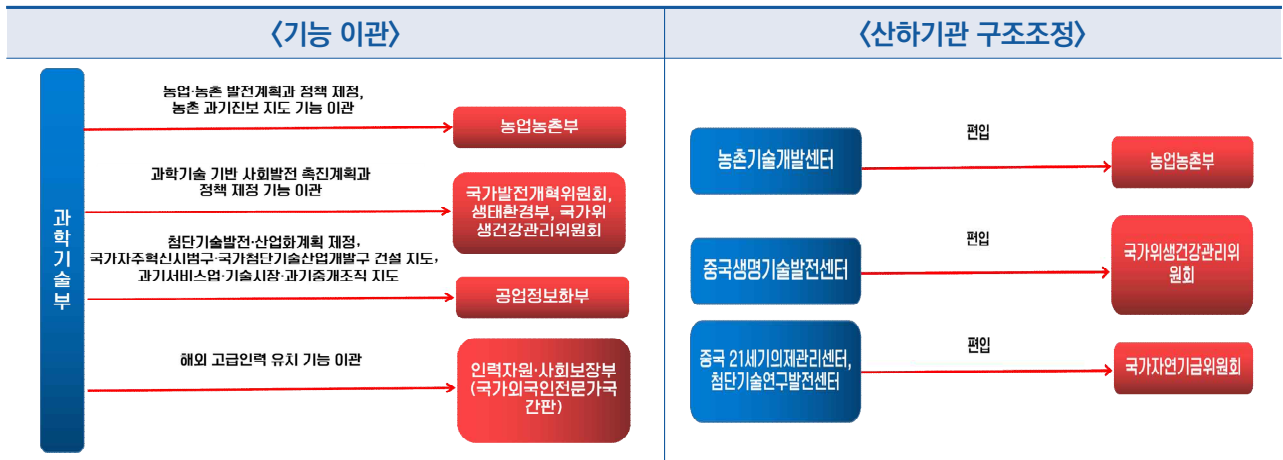 〈기능 이관〉
과학기술부
농업·농촌 발전계획과 정책 제정,
농촌 과기진보 지도 기능 이관
농업농촌부
과학기술 기반 사회발전 촉진계획과
정책 제정 기능 이관
국가발전개혁위원회,
생태환경부, 국가위
생건강관리위원회
첨단기술발전·산업화계획 제정,
국가자주혁신시범구·국가첨단기술산업개발구 건설 지도,
과기서비스업·기술시장·과기중개조직 지도
공업정보화부
해외 고급인력 유치 기능 이관
인력자원·사회보장부
(국가외국인전문가국
간판)
〈산하기관 구조조정〉
농촌기술개발센터
편입
농업농촌부
중국생명기술발전센터
편입
국가위생건강관리위
원회
중국 21세기의제관리센터,
첨단기술연구발전센터
편입
국가자연기금위원회